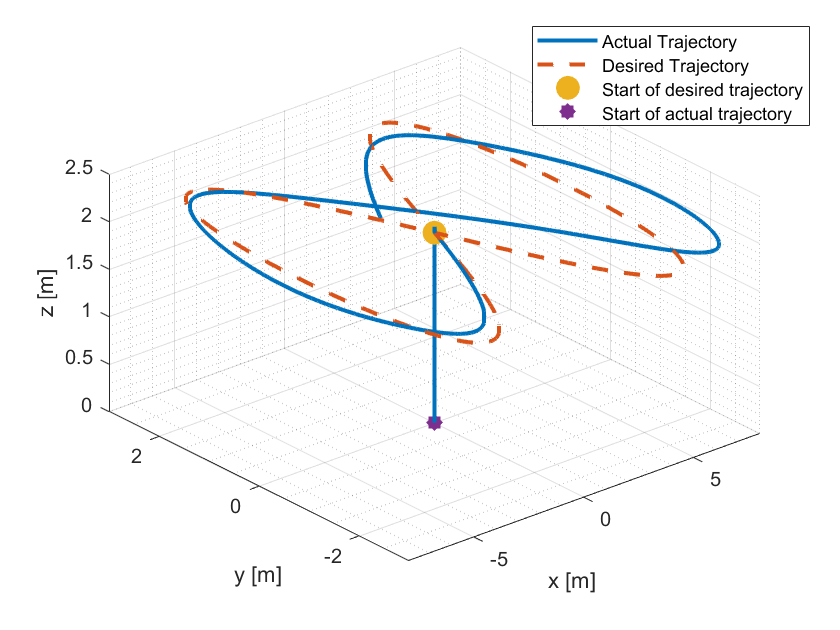 Actual Trajectory
Desired Trajectory
Start of desired trajectory
Start of actual trajectory
2.5
2
1.5
1
0.5
0
z [m]
2
0
-2
y [m]
-5
0
5
x [m]